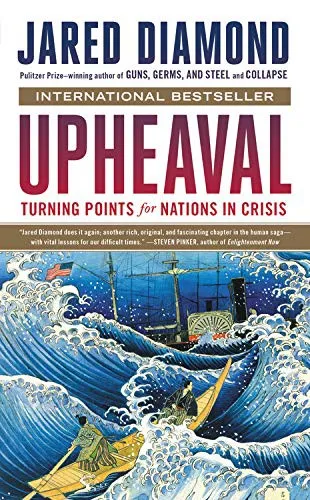 JARED DIAMOND
Pulitzer Prize–winning author of GUNS, GERMS, AND STEEL and COLLAPSE
INTERNATIONAL BESTSELLER
UPHEAVAL
TURNING POINTS for NATIONS IN CRISIS
"Jared Diamond does it again; another rich, original, and fascinating chapter in the human saga—
with vital lessons for our difficult times." —STEVEN PINKER, author of Enlightenment Now